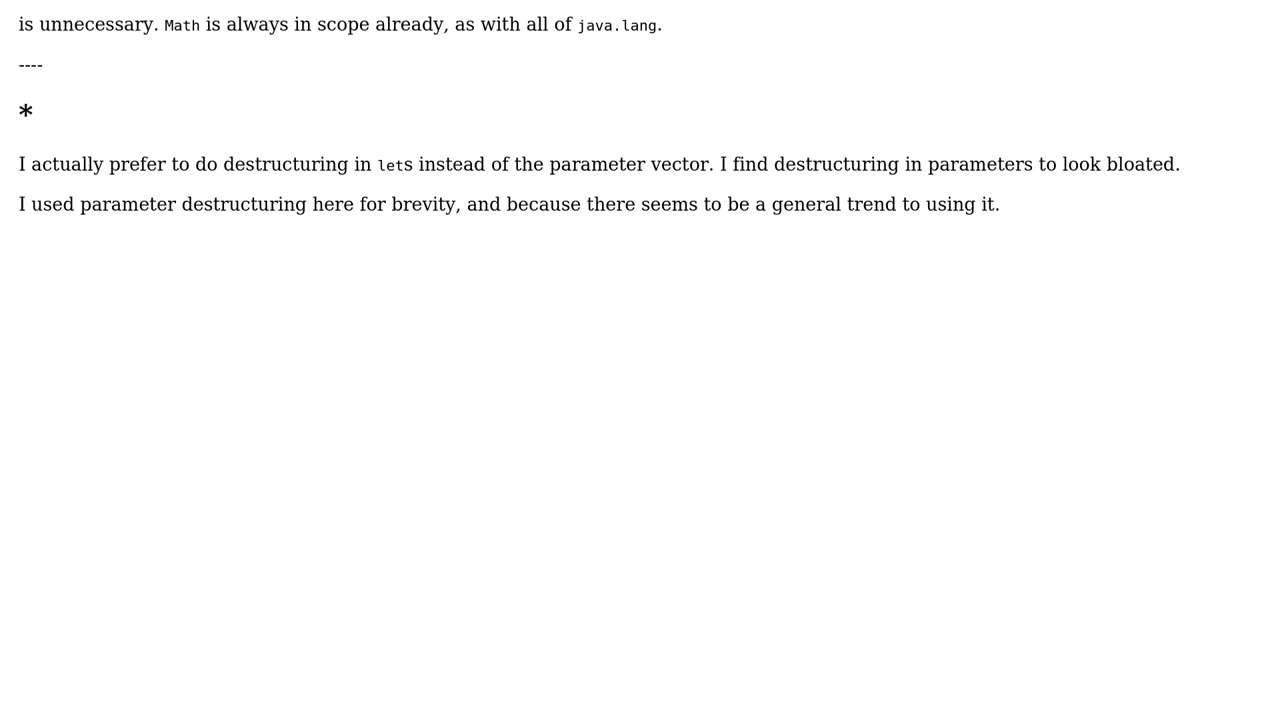 is unnecessary. Math is always in scope already, as with all of java.lang.
----
*
I actually prefer to do destructuring in lets instead of the parameter vector. I find destructuring in parameters to look bloated.
I used parameter destructuring here for brevity, and because there seems to be a general trend to using it.